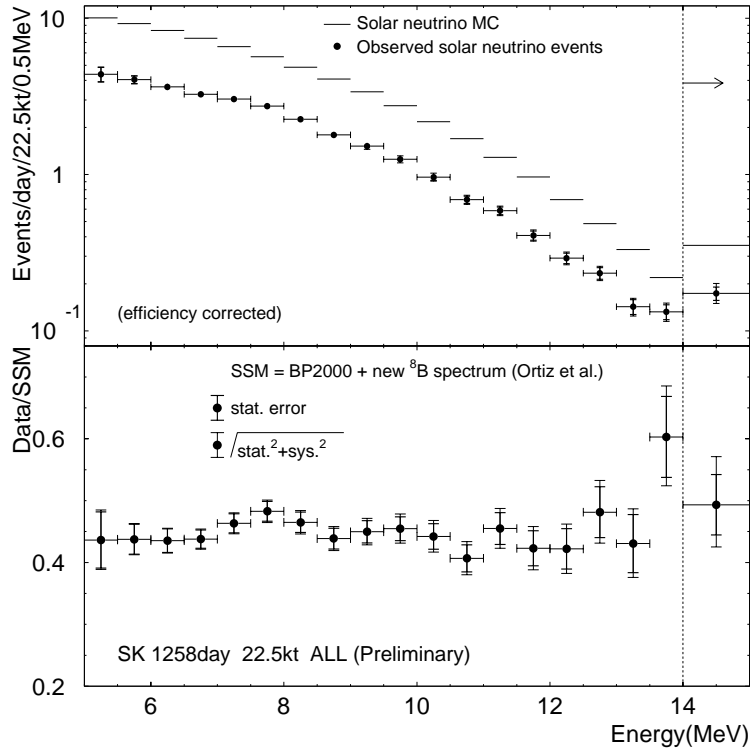 Events/day/22.5kt/0.5MeV
10
1
10 -1
Solar neutrino MC
Observed solar neutrino events
(efficiency corrected)
Data/SSM
0.6
0.4
0.2
SSM = BP2000 + new ⁸B spectrum (Ortiz et al.)
stat. error
√stat.²+sys.²
SK 1258day 22.5kt ALL (Preliminary)
6 8 10 12 14
Energy(MeV)